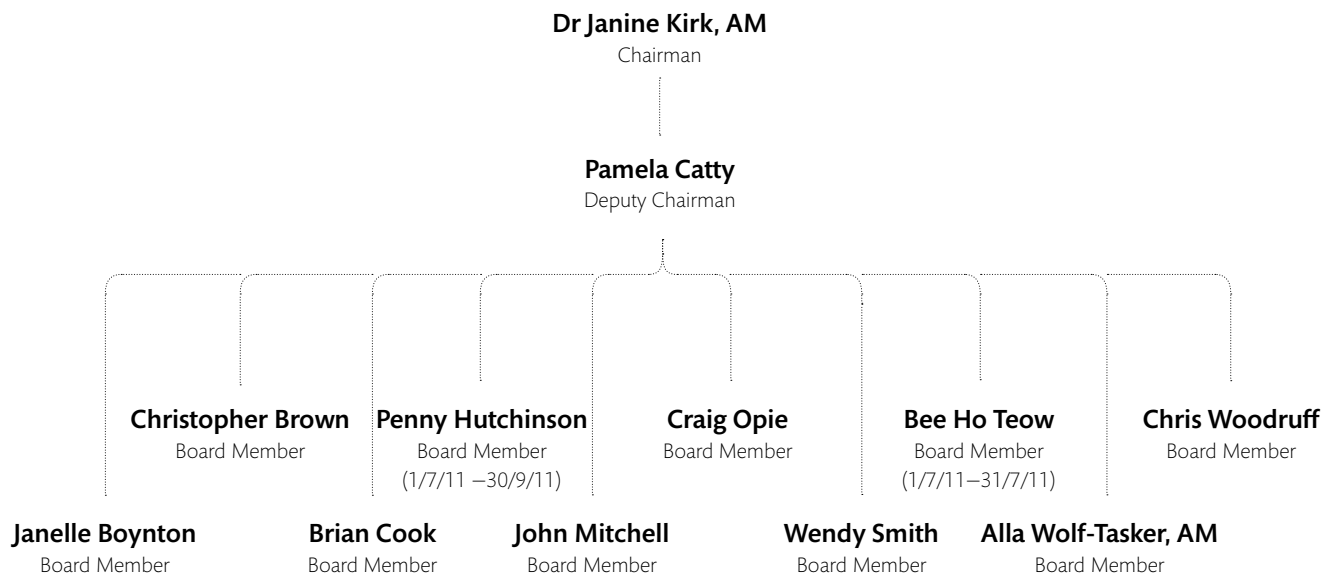 Dr Janine Kirk, AM
Chairman
Pamela Catty
Deputy Chairman
Christopher Brown
Board Member
Penny Hutchinson
Board Member
(1/7/11 –30/9/11)
Craig Opie
Board Member
Bee Ho Teow
Board Member
(1/7/11–31/7/11)
Chris Woodruff
Board Member
Janelle Boynton
Board Member
Brian Cook
Board Member
John Mitchell
Board Member
Wendy Smith
Board Member
Alla Wolf-Tasker, AM
Board Member